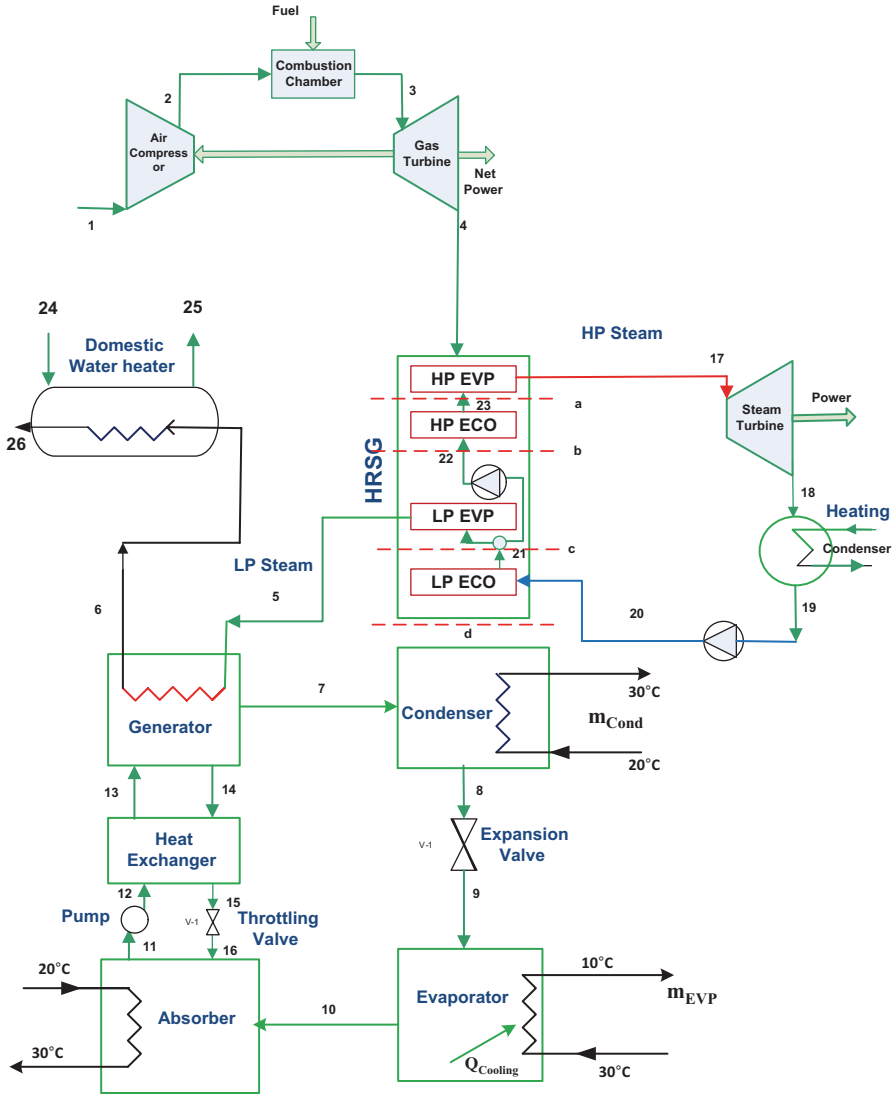 Fuel
Combustion
Chamber
2
3
Air
Compress
or
Gas
Turbine
Net
Power
1
4
24
25
Domestic
Water heater
26
HP Steam
17
HP EVP
23
a
HP ECO
22
b
HRSG
LP EVP
21
c
LP ECO
d
Steam
Turbine
Power
18
Heating
Condenser
19
20
LP Steam
5
6
Generator
7
Condenser
30°C
mCond
20°C
13
14
8
Heat
Exchanger
V-1
Expansion
Valve
12
15
9
Pump
V-1
Throttling
Valve
11
16
20°C
Absorber
30°C
10
Evaporator
10°C
mEVP
QCooling
30°C